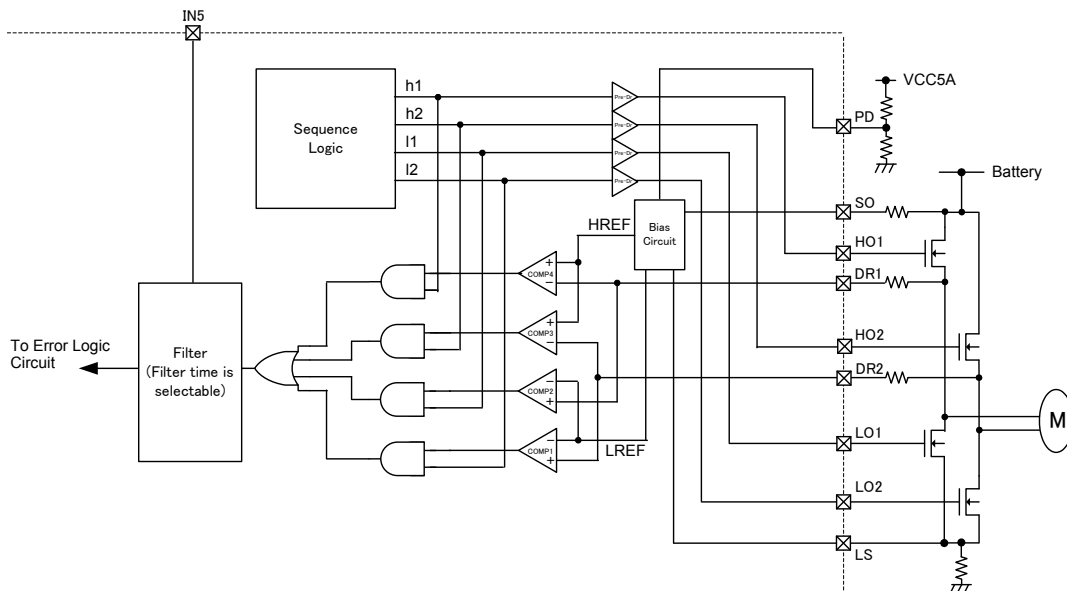 IN5
VCC5A
h1
Pre-Dr
PD
h2
Pre-Dr
Sequence
Logic
l1
Pre-Dr
l2
Pre-Dr
Battery
SO
HREF
Bias
Circuit
HO1
+
COMP4
−
DR1
+
COMP3
−
HO2
To Error Logic
Circuit
Filter
(Filter time is
selectable)
DR2
−
COMP2
+
M
LO1
−
COMP1
+
LREF
LO2
LS